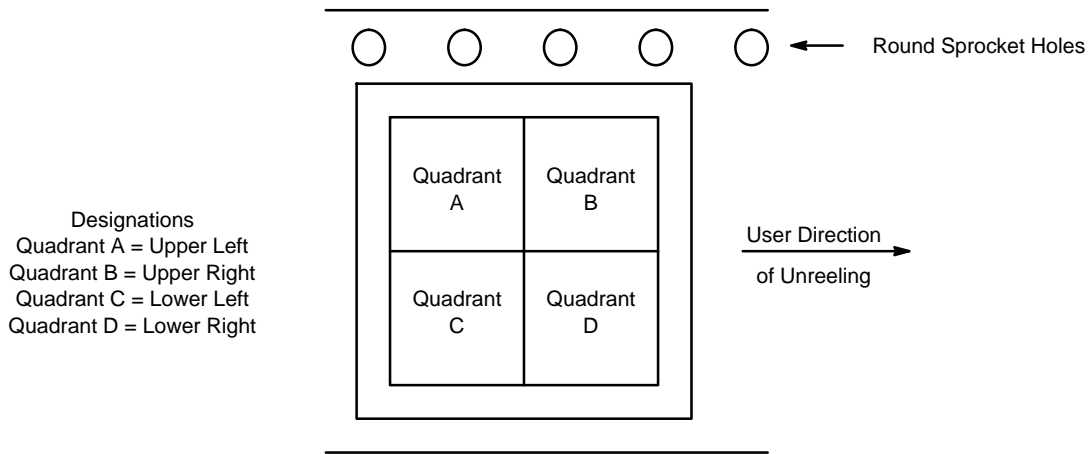 Round Sprocket Holes
Quadrant
A
Quadrant
B
Designations
Quadrant A = Upper Left
Quadrant B = Upper Right
Quadrant C = Lower Left
Quadrant D = Lower Right
User Direction
of Unreeling
Quadrant
C
Quadrant
D